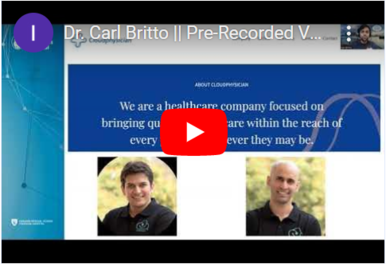 I
Dr. Carl Britto || Pre-Recorded V...
Cloudphysician
ABOUT CLOUDPHYSICIAN
We are a healthcare company focused on
bringing qu care within the reach of
every ever they may be.